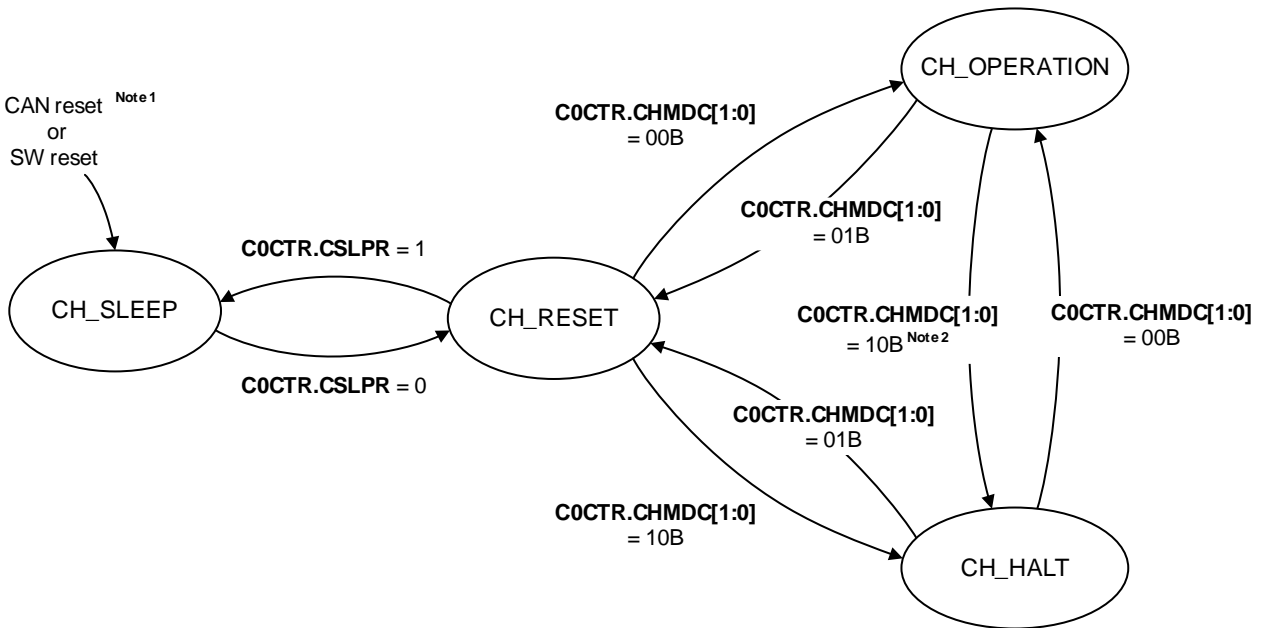 CH_OPERATION
CAN reset Note 1
or
SW reset
C0CTR.CHMDC[1:0]
= 00B
C0CTR.CHMDC[1:0]
= 01B
C0CTR.CSLPR = 1
CH_SLEEP
CH_RESET
C0CTR.CHMDC[1:0]
= 10B Note 2
C0CTR.CHMDC[1:0]
= 00B
C0CTR.CSLPR = 0
C0CTR.CHMDC[1:0]
= 01B
C0CTR.CHMDC[1:0]
= 10B
CH_HALT